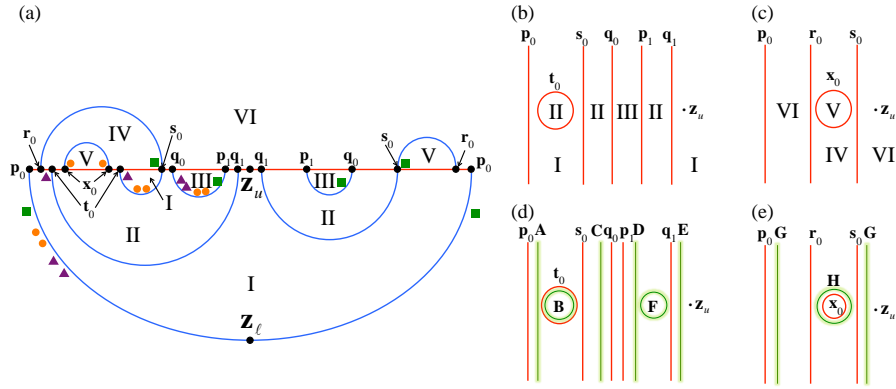 (a)
VI
IV
r₀
s₀
s₀
r₀
V
V
p₀
q₀
p₁
q₁
q₁
p₁
q₀
p₀
x₀
I
III
III
t₀
z_u
II
II
I
z_ℓ
(b)
p₀ s₀ q₀ p₁ q₁
t₀
II II III II · z_u
I I
(c)
p₀ r₀ s₀
x₀
VI V · z_u
IV VI
(d)
p₀ A s₀ C q₀ p₁ D q₁ E
t₀
B F · z_u
(e)
p₀ G r₀ s₀ G
H
x₀ · z_u